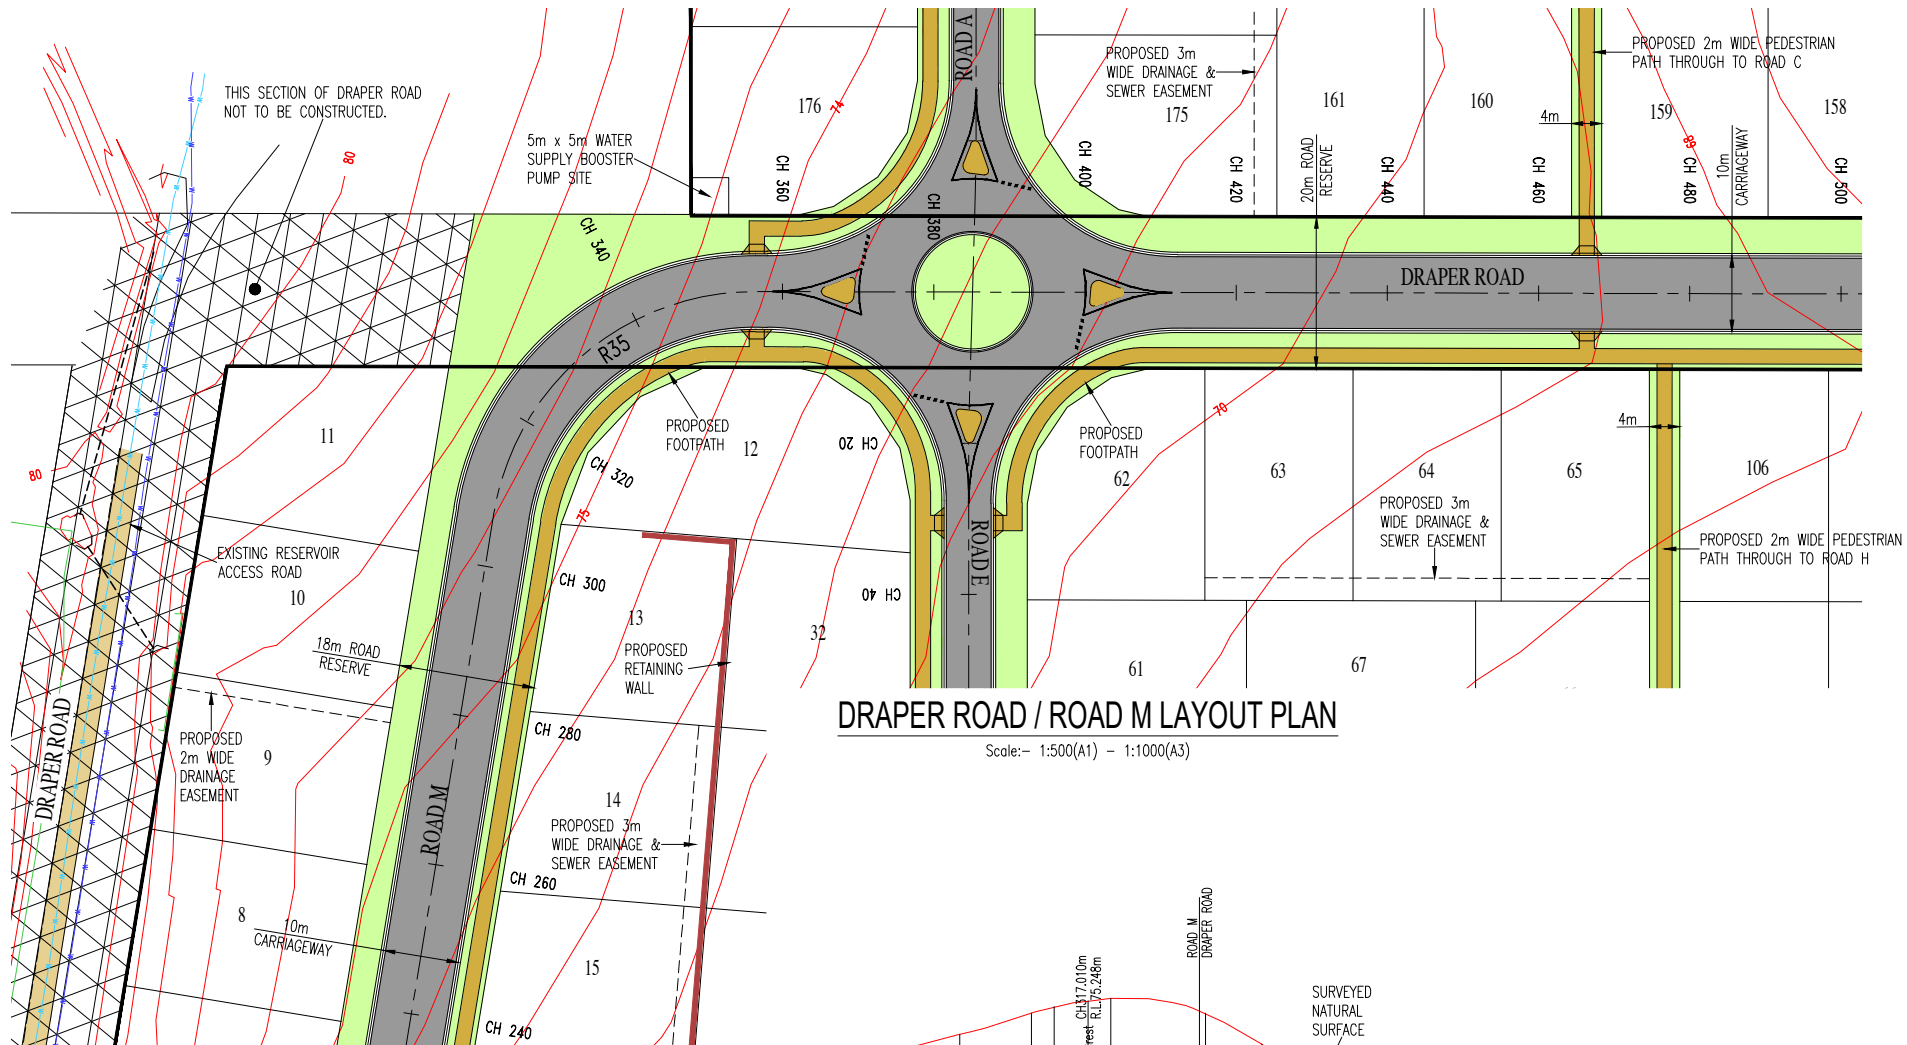 THIS SECTION OF DRAPER ROAD
NOT TO BE CONSTRUCTED.
5m x 5m WATER
SUPPLY BOOSTER
PUMP SITE
176
74
80
ROAD A
PROPOSED 3m
WIDE DRAINAGE &
SEWER EASEMENT
175
161
160
4m
159
158
PROPOSED 2m WIDE PEDESTRIAN
PATH THROUGH TO ROAD C
68
20m ROAD
RESERVE
10m
CARRIAGEWAY
CH 340
CH 360
CH 380
CH 400
CH 420
CH 440
CH 460
CH 480
CH 500
DRAPER ROAD
R35
11
PROPOSED
FOOTPATH
12
CH 20
PROPOSED
FOOTPATH
62
70
63
64
65
4m
106
80
CH 320
75
PROPOSED 3m
WIDE DRAINAGE &
SEWER EASEMENT
PROPOSED 2m WIDE PEDESTRIAN
PATH THROUGH TO ROAD H
EXISTING RESERVOIR
ACCESS ROAD
10
CH 300
13
32
CH 40
ROAD E
18m ROAD
RESERVE
PROPOSED
RETAINING
WALL
61
67
DRAPER ROAD
PROPOSED
2m WIDE
DRAINAGE
EASEMENT
9
CH 280
DRAPER ROAD / ROAD M LAYOUT PLAN
Scale:- 1:500(A1) - 1:1000(A3)
ROAD M
14
PROPOSED 3m
WIDE DRAINAGE &
SEWER EASEMENT
CH 260
8
10m
CARRIAGEWAY
15
CH 240
CH317.010m
R.L.75.248m
ROAD M
DRAPER ROAD
SURVEYED
NATURAL
SURFACE